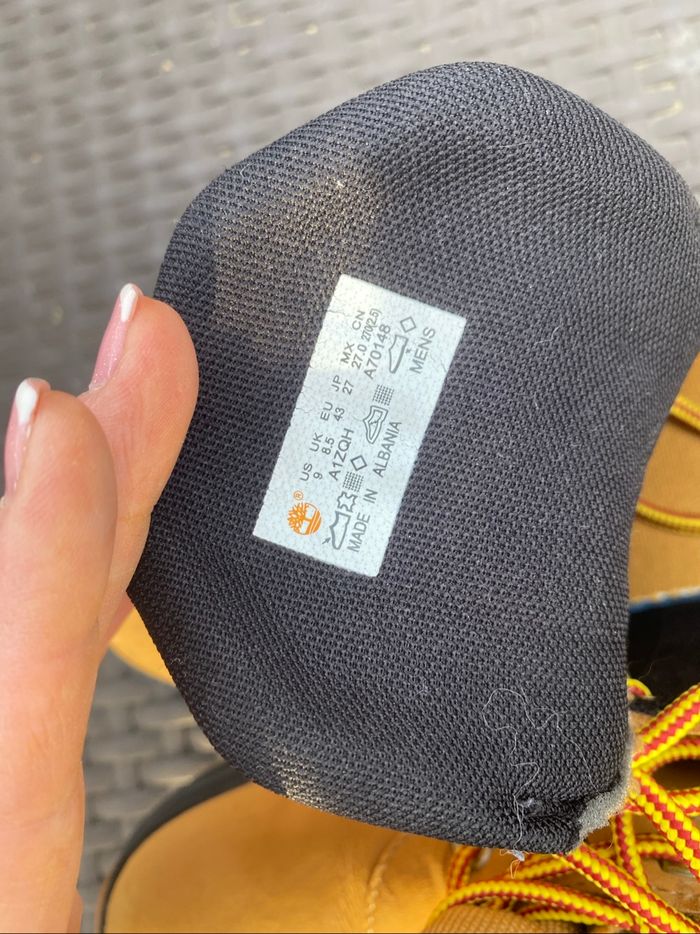 ®
US UK EU JP MX CN
9 8.5 43 27 27.0 270(2.5)
A1ZQH A70148
MENS
MADE IN ALBANIA